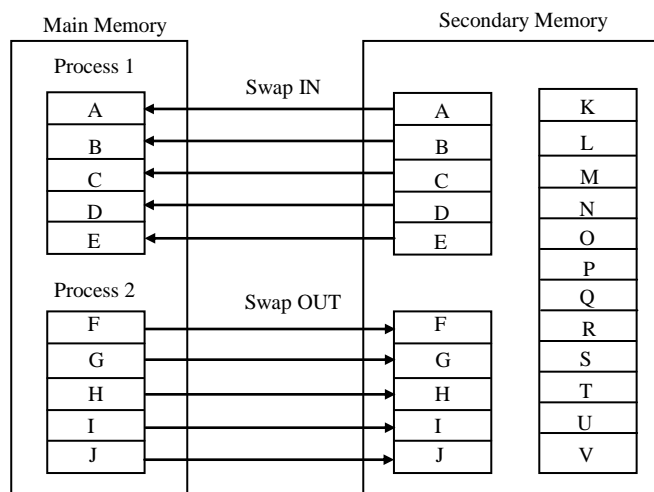 Main Memory
Secondary Memory
Process 1
Swap IN
A
B
C
D
E
A
B
C
D
E
Process 2
Swap OUT
F
G
H
I
J
F
G
H
I
J
K
L
M
N
O
P
Q
R
S
T
U
V